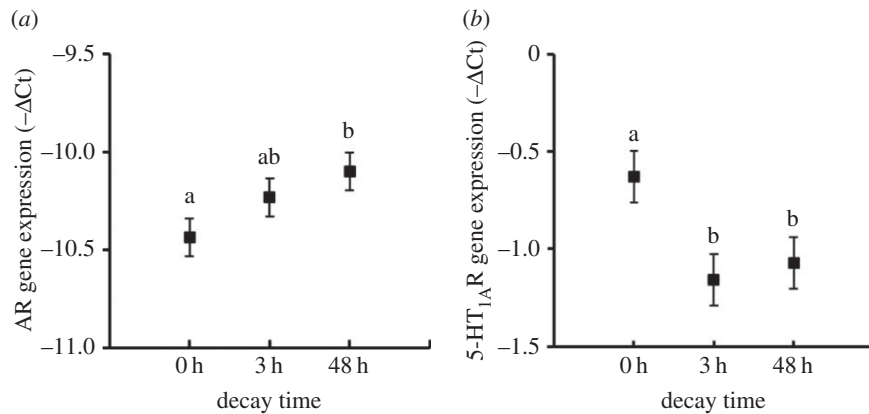 (a)
AR gene expression (–ΔCt)
–9.5
–10.0
–10.5
–11.0
a
ab
b
0 h 3 h 48 h
decay time
(b)
5-HT1AR gene expression (–ΔCt)
0
–0.5
–1.0
–1.5
a
b
b
0 h 3 h 48 h
decay time